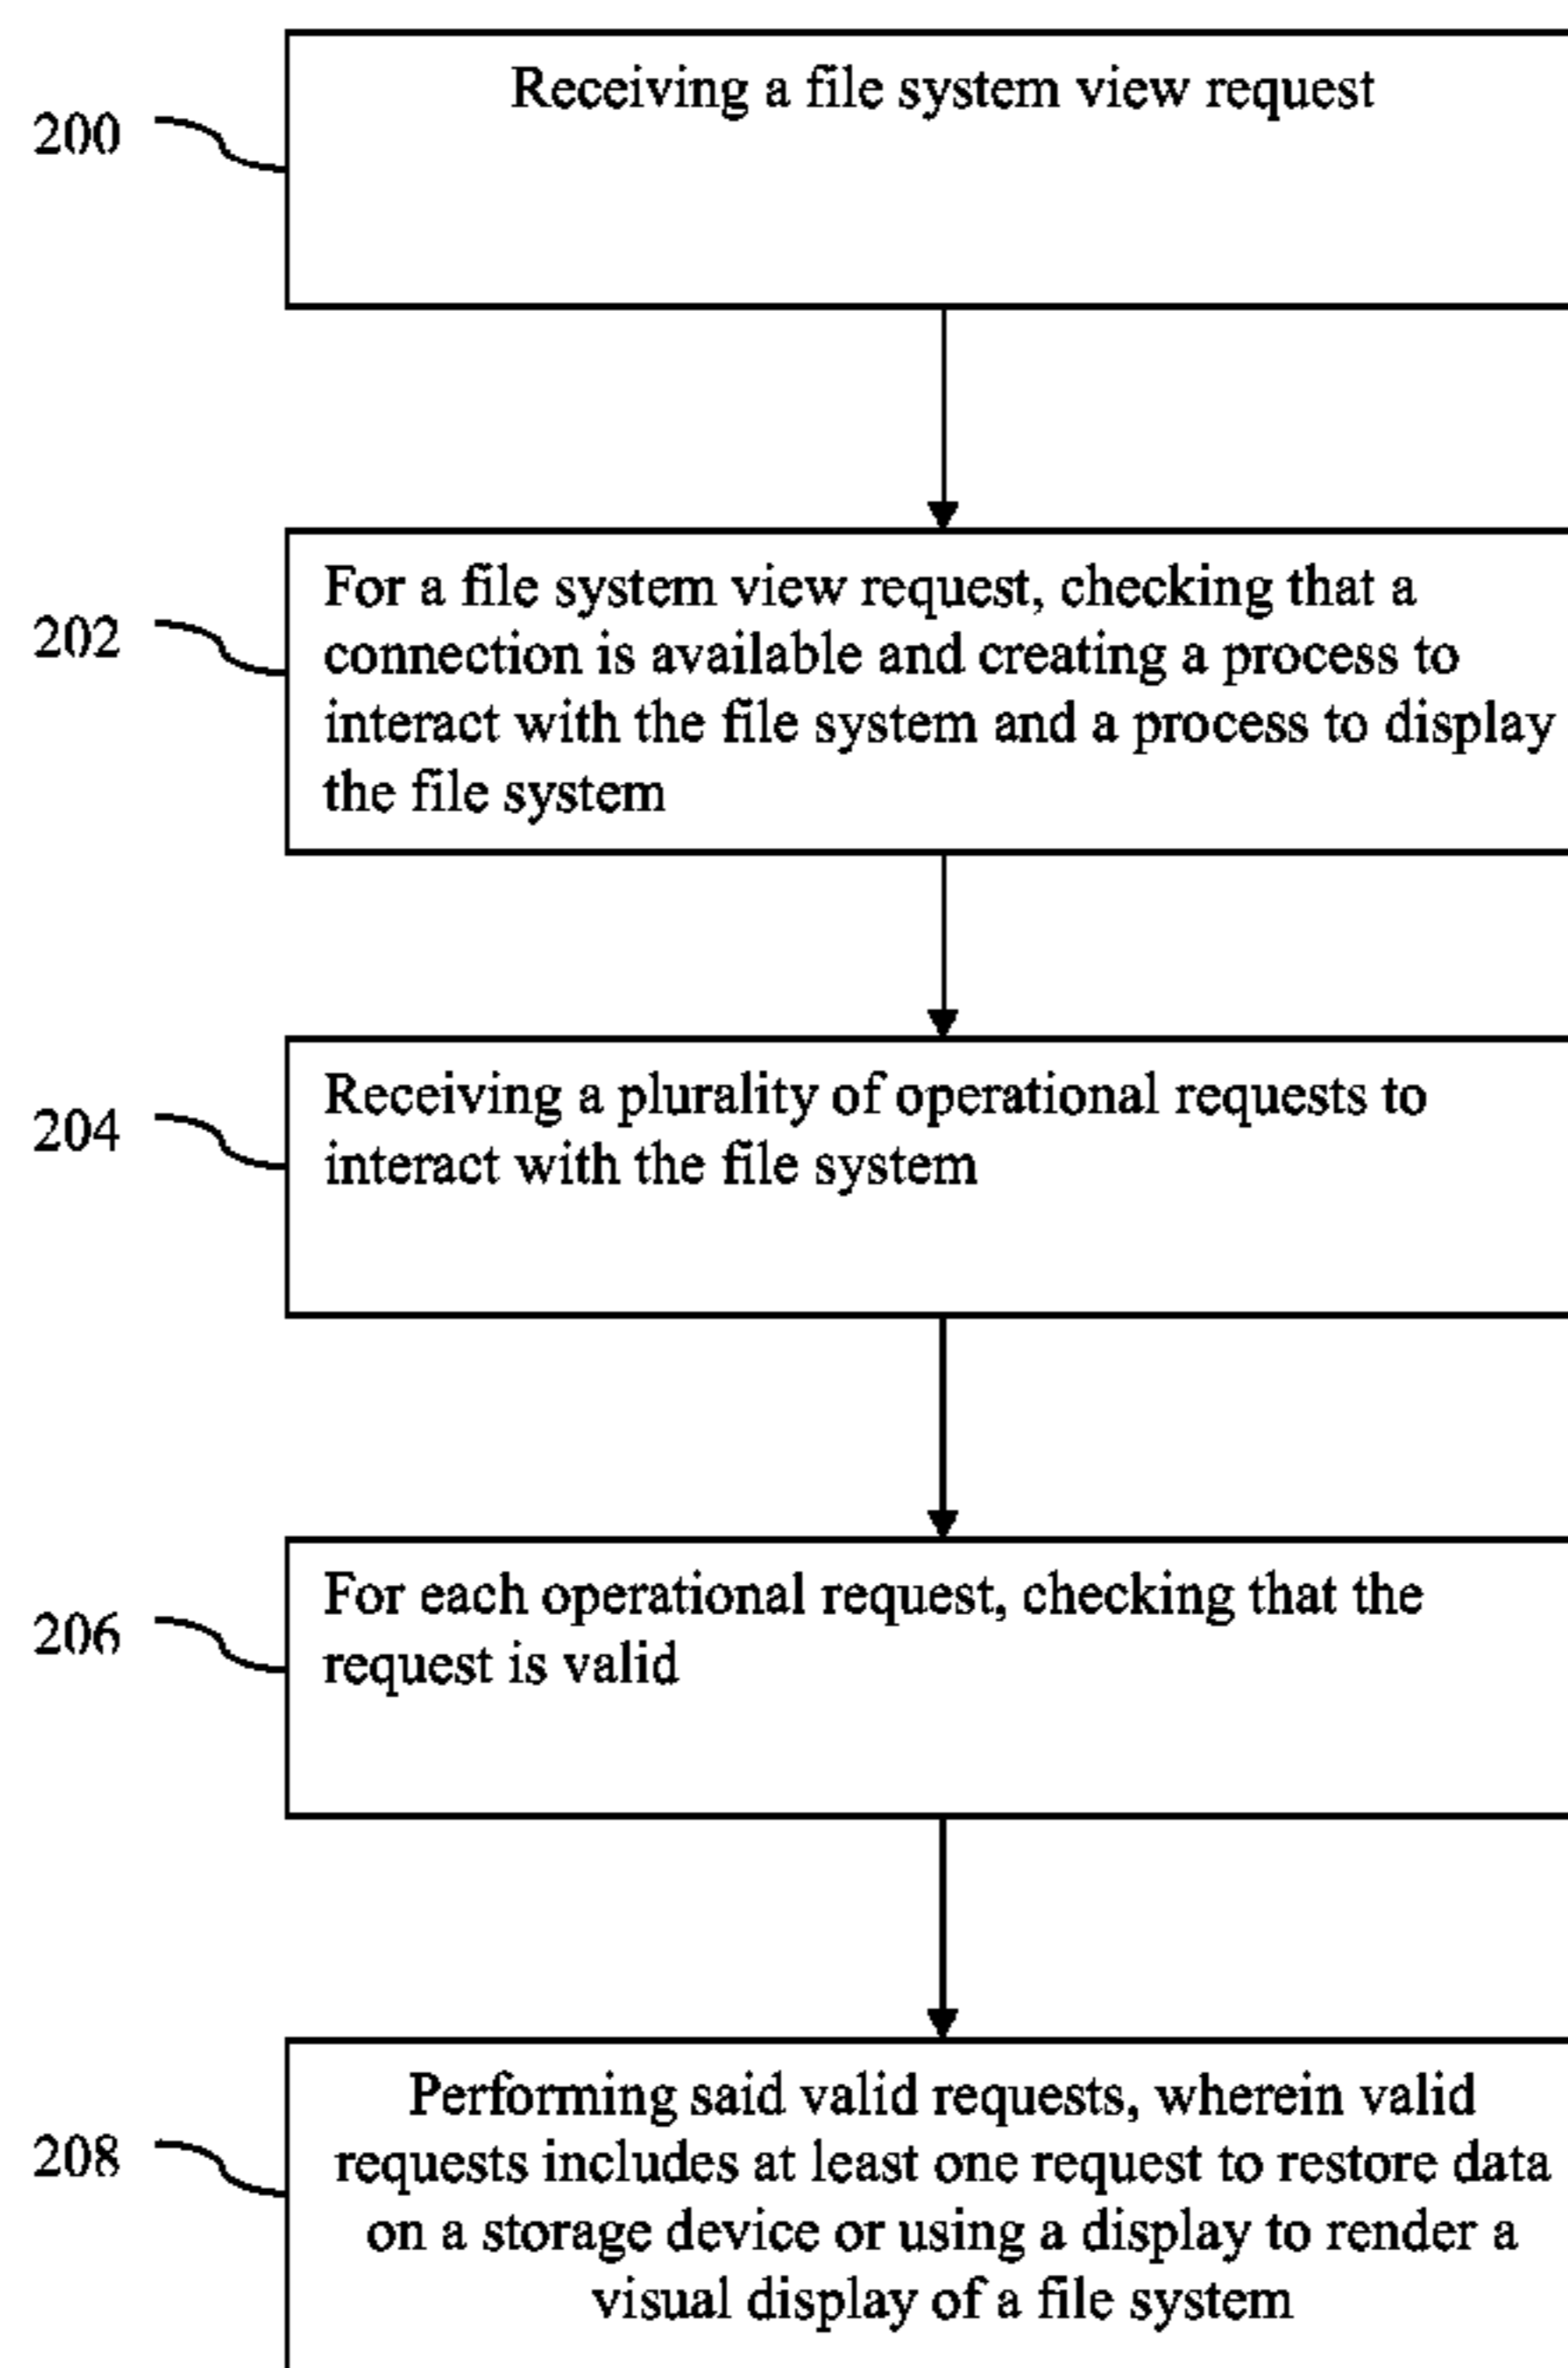 200
Receiving a file system view request
202
For a file system view request, checking that a
connection is available and creating a process to
interact with the file system and a process to display
the file system
204
Receiving a plurality of operational requests to
interact with the file system
206
For each operational request, checking that the
request is valid
208
Performing said valid requests, wherein valid
requests includes at least one request to restore data
on a storage device or using a display to render a
visual display of a file system